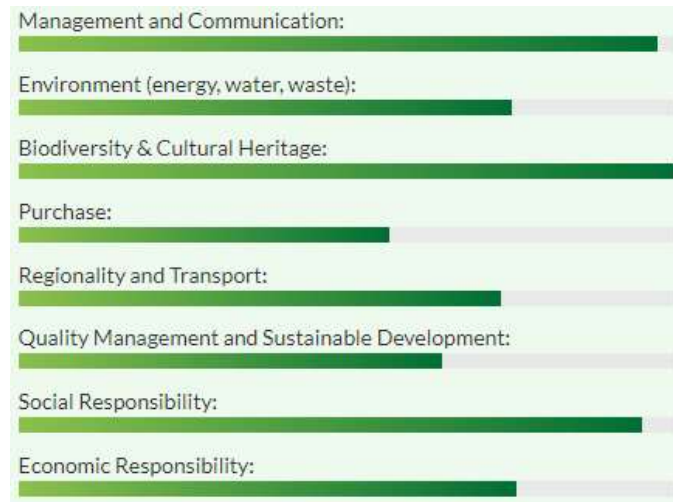 Management and Communication:
Environment (energy, water, waste):
Biodiversity & Cultural Heritage:
Purchase:
Regionality and Transport:
Quality Management and Sustainable Development:
Social Responsibility:
Economic Responsibility: